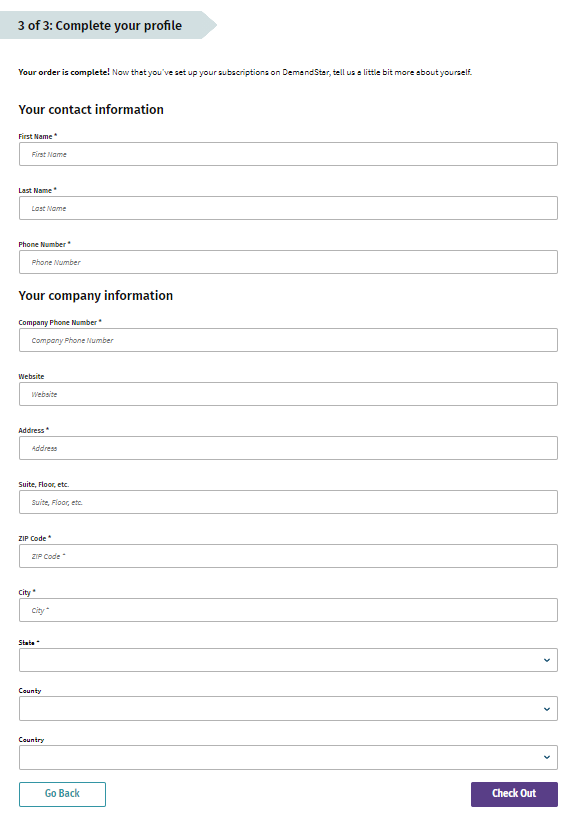 3 of 3: Complete your profile
Your order is complete! Now that you've set up your subscriptions on DemandStar, tell us a little bit more about yourself.
Your contact information
First Name *
First Name
Last Name *
Last Name
Phone Number *
Phone Number
Your company information
Company Phone Number *
Company Phone Number
Website
Website
Address *
Address
Suite, Floor, etc.
Suite, Floor, etc.
ZIP Code *
ZIP Code *
City *
City *
State *
County
Country
Go Back
Check Out